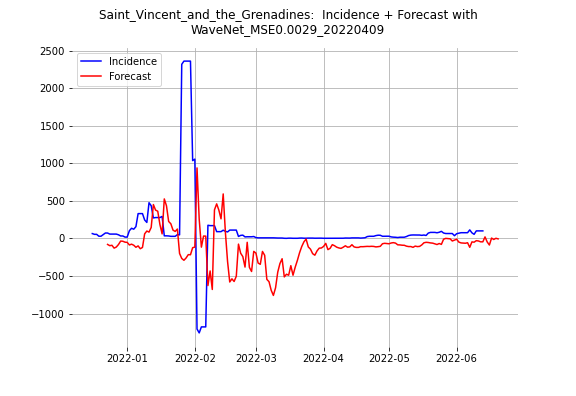 Saint_Vincent_and_the_Grenadines:  Incidence + Forecast with
WaveNet_MSE0.0029_20220409
Incidence
Forecast
2500
2000
1500
1000
500
0
−500
−1000
2022-01 2022-02 2022-03 2022-04 2022-05 2022-06